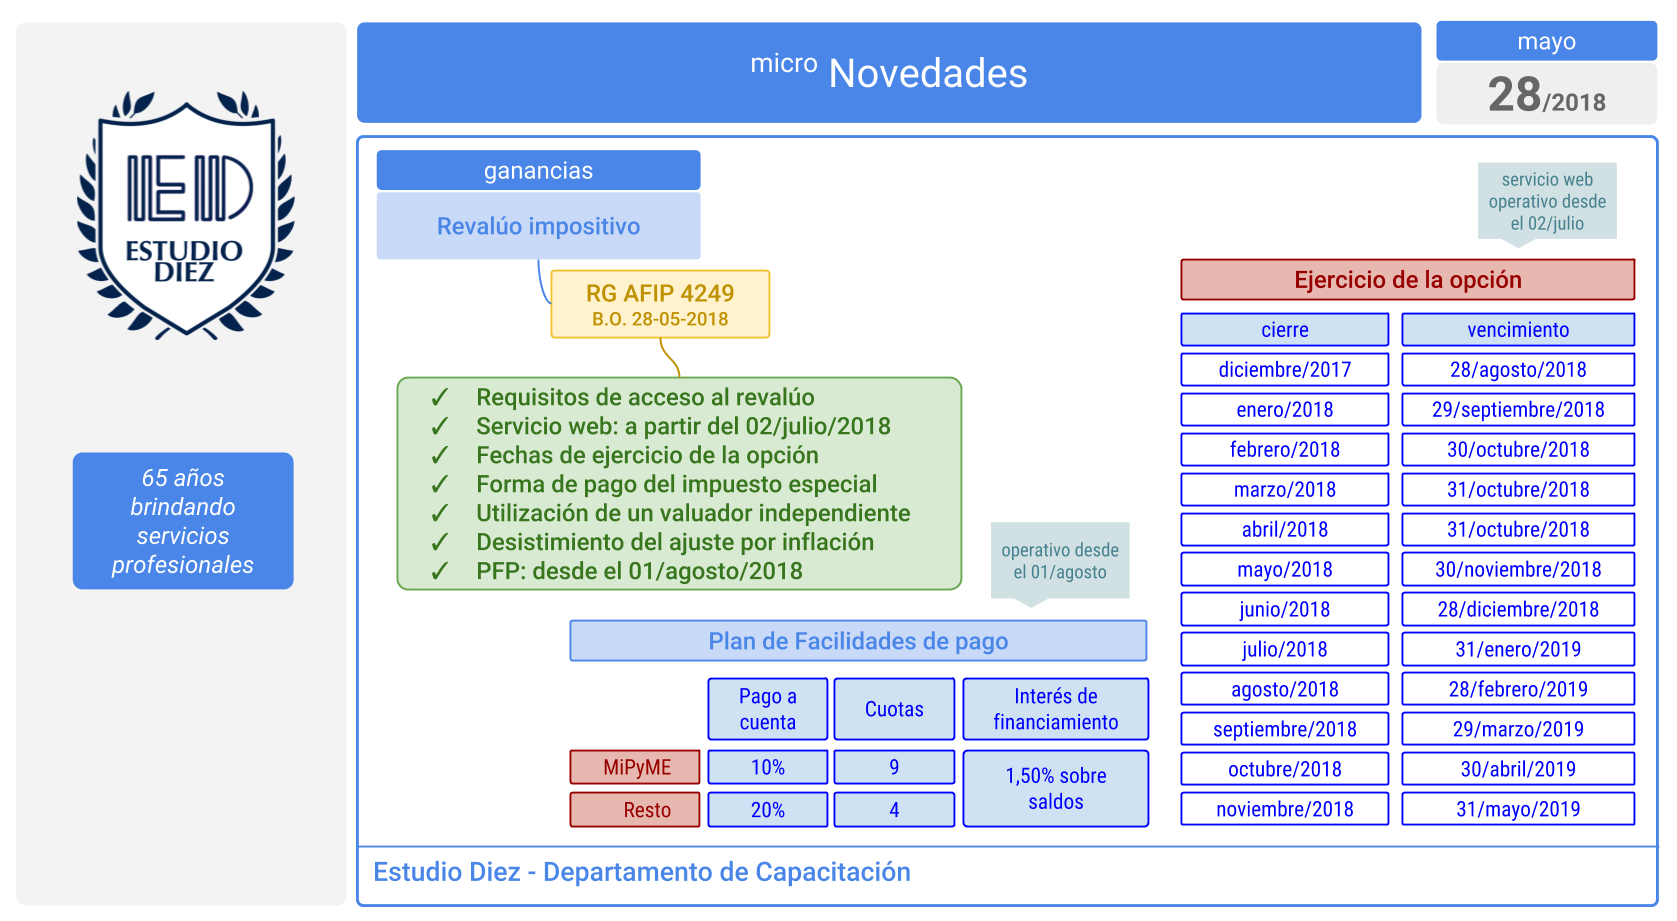 ED
ESTUDIO
DIEZ
65 años
brindando
servicios
profesionales
micro Novedades
mayo
28/2018
ganancias
Revalúo impositivo
RG AFIP 4249
B.O. 28-05-2018
✓ Requisitos de acceso al revalúo
✓ Servicio web: a partir del 02/julio/2018
✓ Fechas de ejercicio de la opción
✓ Forma de pago del impuesto especial
✓ Utilización de un valuador independiente
✓ Desistimiento del ajuste por inflación
✓ PFP: desde el 01/agosto/2018
operativo desde
el 01/agosto
Plan de Facilidades de pago
Pago a
cuenta
Cuotas
Interés de
financiamiento
MiPyME 10% 9
Resto 20% 4
1,50% sobre
saldos
servicio web
operativo desde
el 02/julio
Ejercicio de la opción
cierre vencimiento
diciembre/2017 28/agosto/2018
enero/2018 29/septiembre/2018
febrero/2018 30/octubre/2018
marzo/2018 31/octubre/2018
abril/2018 31/octubre/2018
mayo/2018 30/noviembre/2018
junio/2018 28/diciembre/2018
julio/2018 31/enero/2019
agosto/2018 28/febrero/2019
septiembre/2018 29/marzo/2019
octubre/2018 30/abril/2019
noviembre/2018 31/mayo/2019
Estudio Diez - Departamento de Capacitación